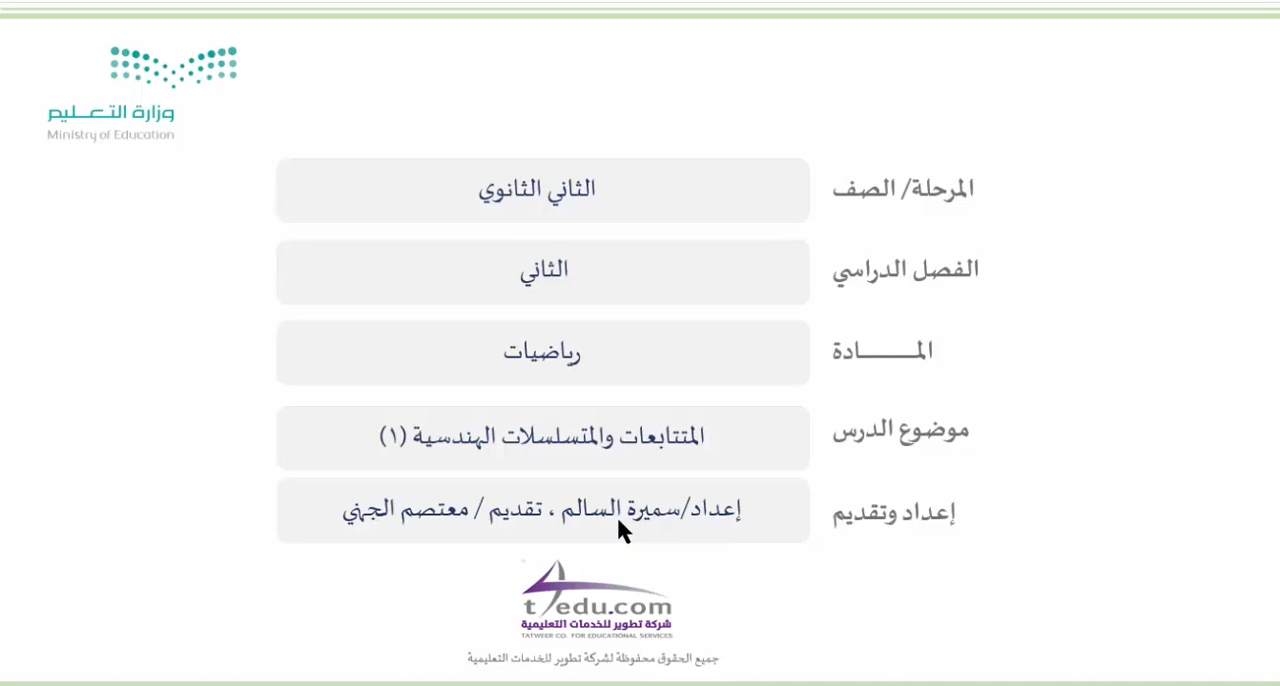 وزارة التعليم
Ministry of Education
المرحلة/ الصف الثاني الثانوي
الفصل الدراسي الثاني
المادة رياضيات
موضوع الدرس المتتابعات والمتسلسلات الهندسية (١)
إعداد وتقديم إعداد/سميرة السالم ، تقديم / معتصم الجهني
t4edu.com
شركة تطوير للخدمات التعليمية
TATWEER CO. FOR EDUCATIONAL SERVICES
جميع الحقوق محفوظة لشركة تطوير للخدمات التعليمية